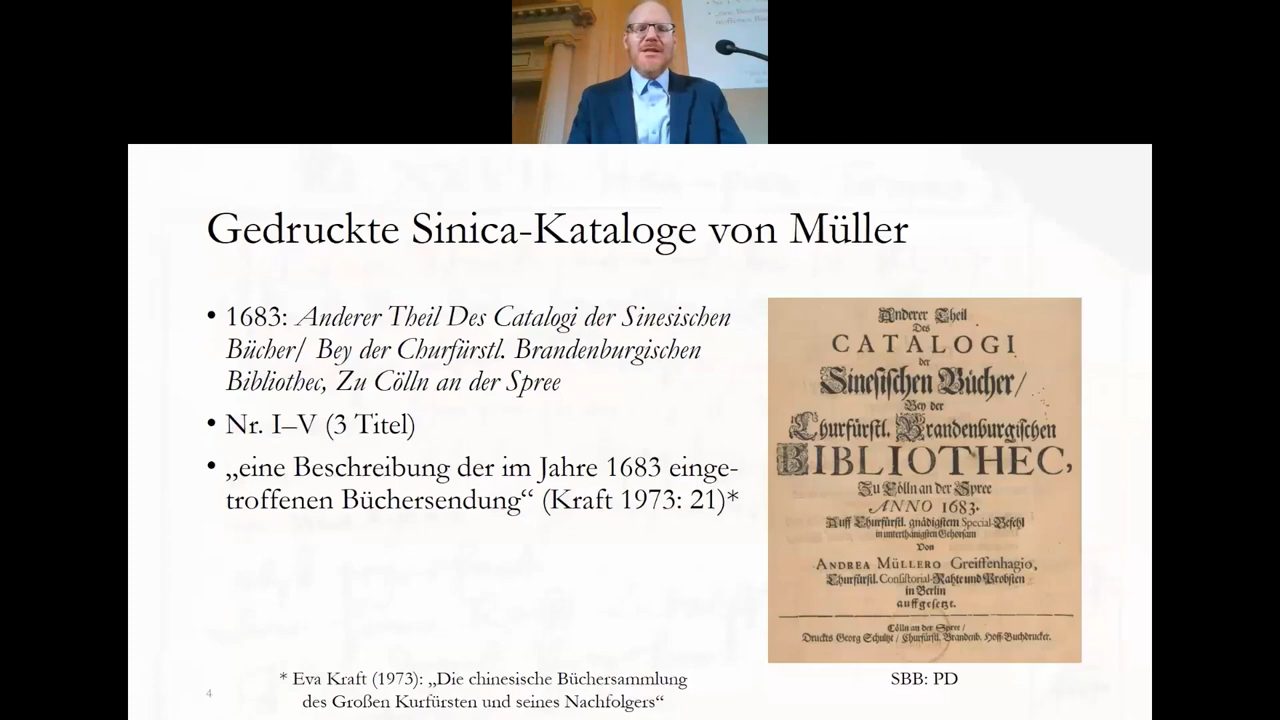 Gedruckte Sinica-Kataloge von Müller
• 1683: Anderer Theil Des Catalogi der Sinesischen
Bücher/ Bey der Churfürstl. Brandenburgischen
Bibliothec, Zu Cölln an der Spree
• Nr. I–V (3 Titel)
• „eine Beschreibung der im Jahre 1683 einge-
troffenen Büchersendung“ (Kraft 1973: 21)*
Anderer Theil
Des
CATALOGI
der
Sinesischen Bücher/
Bey der
Churfürstl. Brandenburgischen
BIBLIOTHEC,
Zu Cölln an der Spree
ANNO 1683.
Auff Churfürstl. gnädigstem Special-Befehl
in unterthänigsten Gehorsam
Von
ANDREA MÜLLERO Greiffenhagio,
Churfürstl. Consistorial-Rahte und Probsten
in Berlin
auffgesetzt.
Cölln an der Spree/
Druckts Georg Schultze/ Churfürstl. Brandenb. Hoff-Buchdrucker.
SBB: PD
* Eva Kraft (1973): „Die chinesische Büchersammlung
des Großen Kurfürsten und seines Nachfolgers“
4